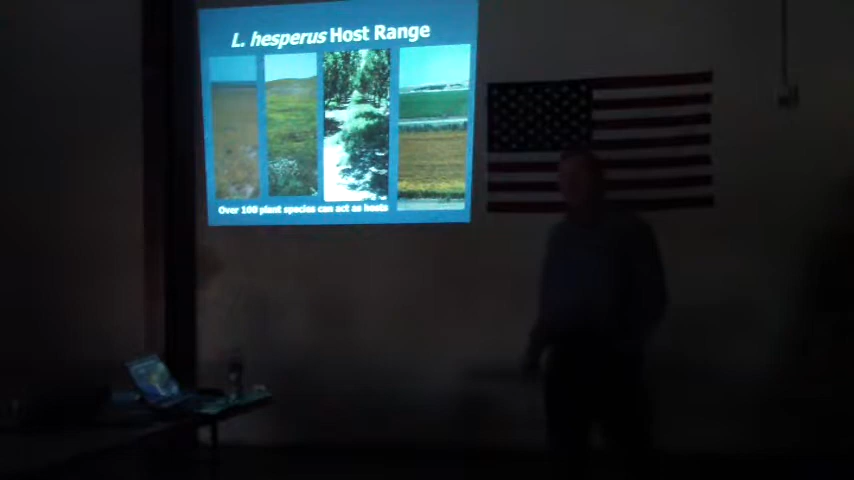 L. hesperus Host Range
Over 100 plant species can act as hosts